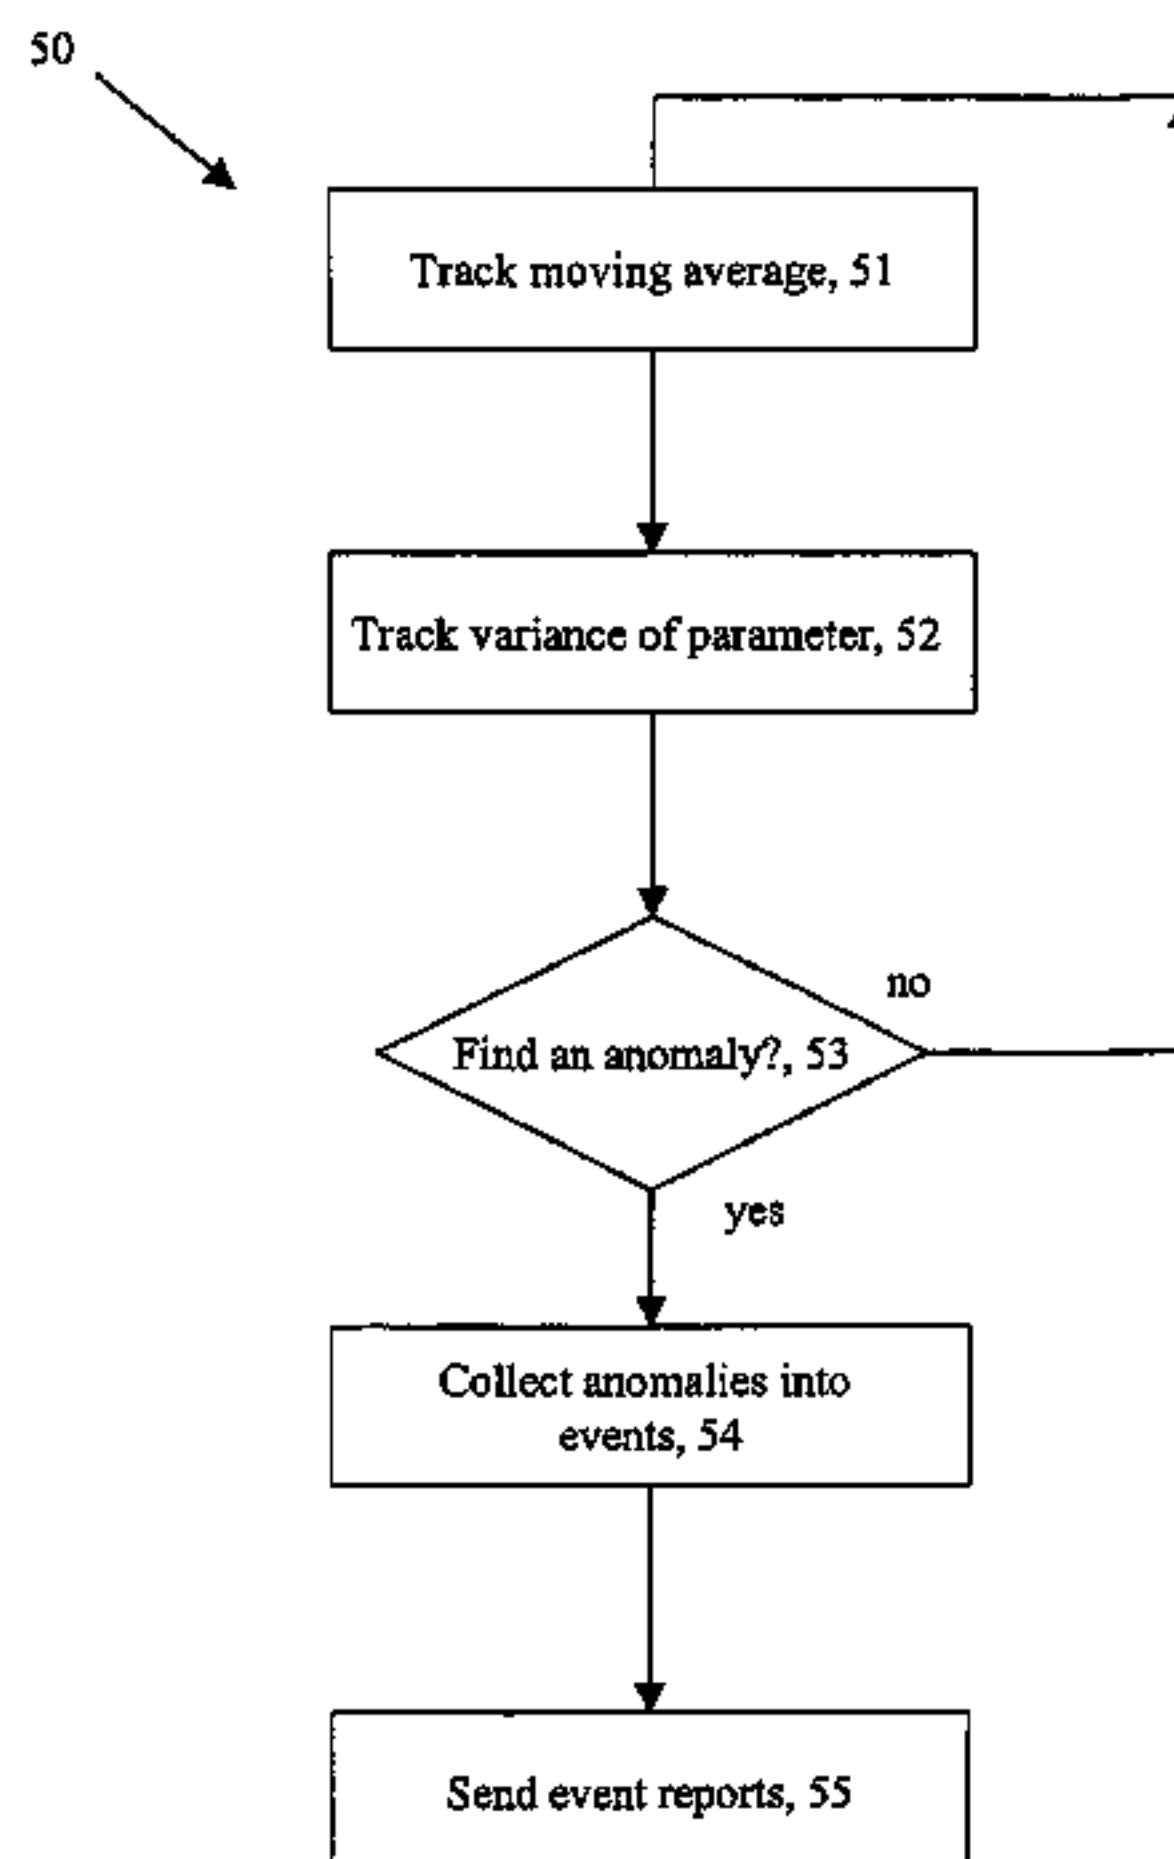 50
Track moving average, 51
Track variance of parameter, 52
no
Find an anomaly?, 53
yes
Collect anomalies into
events, 54
Send event reports, 55